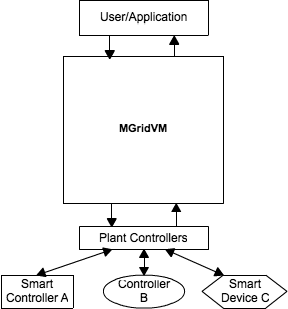 User/Application
MGridVM
Plant Controllers
Smart
Controller A
Controller
B
Smart
Device C